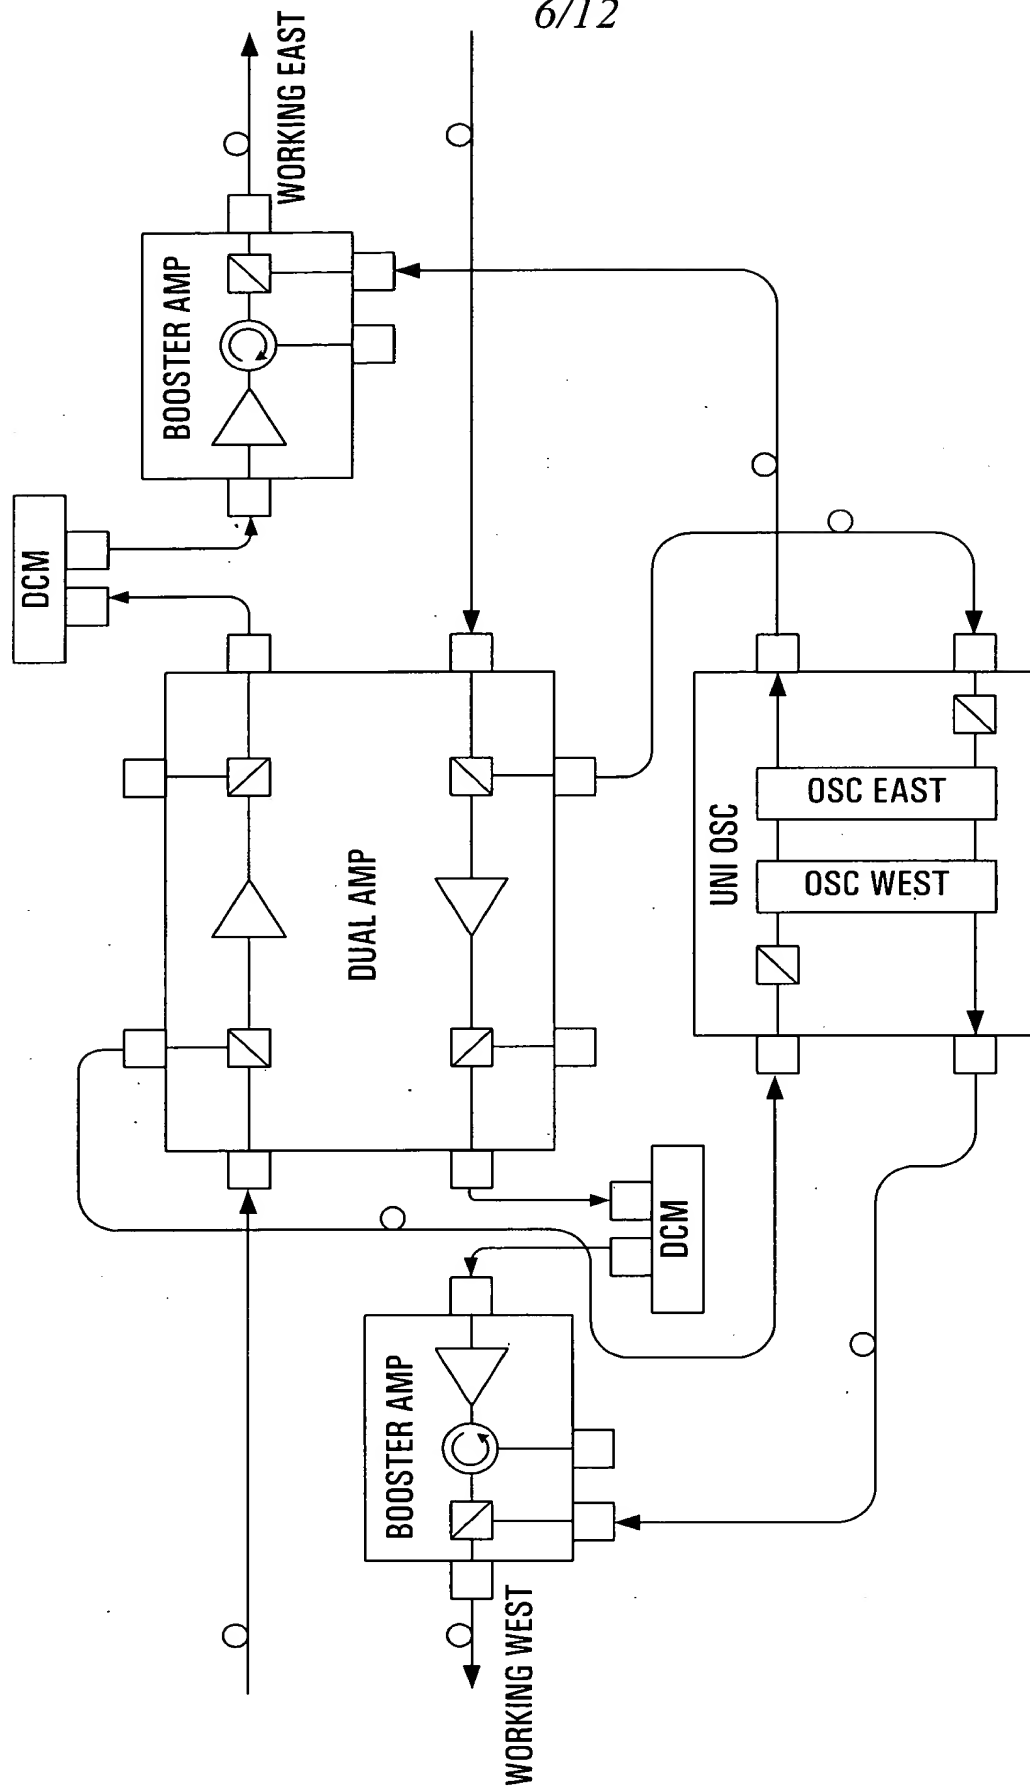 6/12
WORKING EAST
BOOSTER AMP
DCM
DUAL AMP
UNI OSC
OSC EAST
OSC WEST
DCM
BOOSTER AMP
WORKING WEST